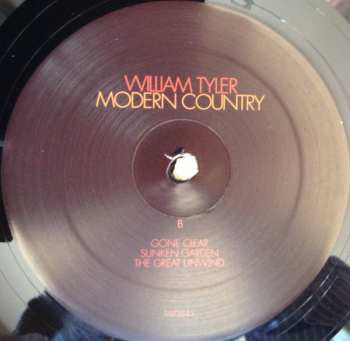 WILLIAM TYLER
MODERN COUNTRY
B
GONE CLEAR
SUNKEN GARDEN
THE GREAT UNWIND